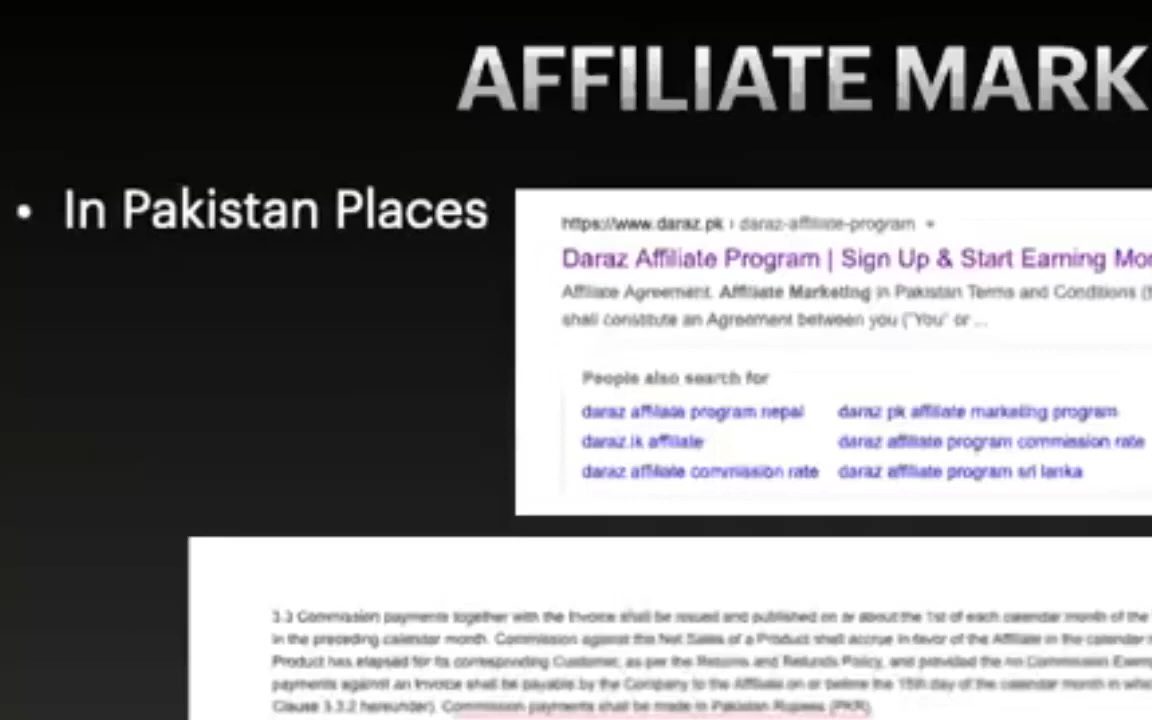 AFFILIATE MARK
• In Pakistan Places
https://www.daraz.pk › daraz-affiliate-program
Daraz Affiliate Program | Sign Up & Start Earning Mo
Affiliate Agreement. Affiliate Marketing in Pakistan Terms and Conditions
shall constitute an Agreement between you ("You" or ...
People also search for
daraz affiliate program nepal daraz pk affiliate marketing program
daraz.lk affiliate daraz affiliate program commission rate
daraz affiliate commission rate daraz affiliate program sri lanka
3.3 Commission payments together with the Invoice shall be issued and published on or about the 1st of each calendar month of the
in the preceding calendar month. Commission against the Net Sales of a Product shall accrue in favor of the Affiliate in the calendar
Product has elapsed for its corresponding Customer, as per the Returns and Refunds Policy, and provided the no Commission
payments against an Invoice shall be payable by the Company to the Affiliate on or before the 15th day of the calendar month in
Clause 3.3.2 hereunder). Commission payments shall be made in Pakistan Rupees (PKR).